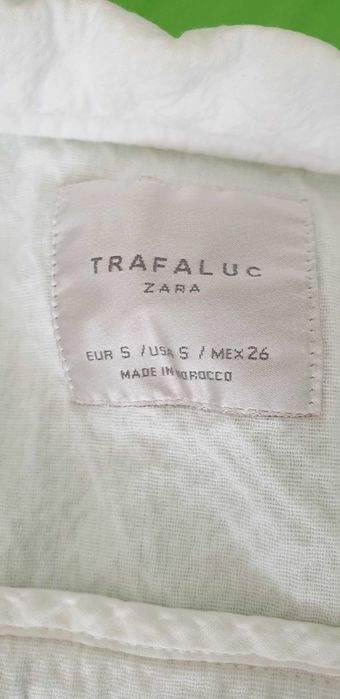 TRAFALUC
ZARA
EUR S / USA S / MEX 26
MADE IN MOROCCO